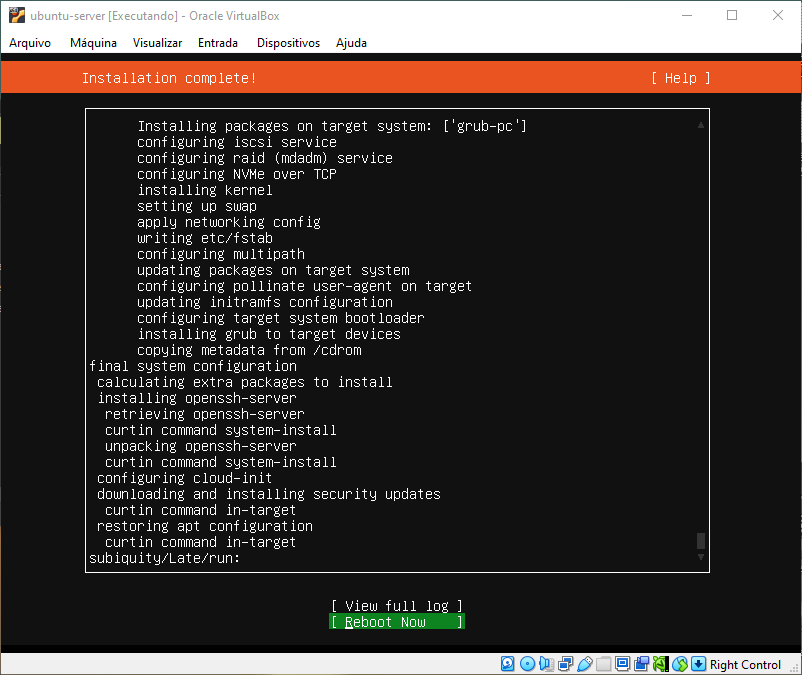 ubuntu-server [Executando] - Oracle VirtualBox
Arquivo Máquina Visualizar Entrada Dispositivos Ajuda
Installation complete! [ Help ]
Installing packages on target system: ['grub-pc']
configuring iscsi service
configuring raid (mdadm) service
configuring NVMe over TCP
installing kernel
setting up swap
apply networking config
writing etc/fstab
configuring multipath
updating packages on target system
configuring pollinate user-agent on target
updating initramfs configuration
configuring target system bootloader
installing grub to target devices
copying metadata from /cdrom
final system configuration
calculating extra packages to install
installing openssh-server
retrieving openssh-server
curtin command system-install
unpacking openssh-server
curtin command system-install
configuring cloud-init
downloading and installing security updates
curtin command in-target
restoring apt configuration
curtin command in-target
subiquity/Late/run:
[ View full log ]
[ Reboot Now ]
Right Control